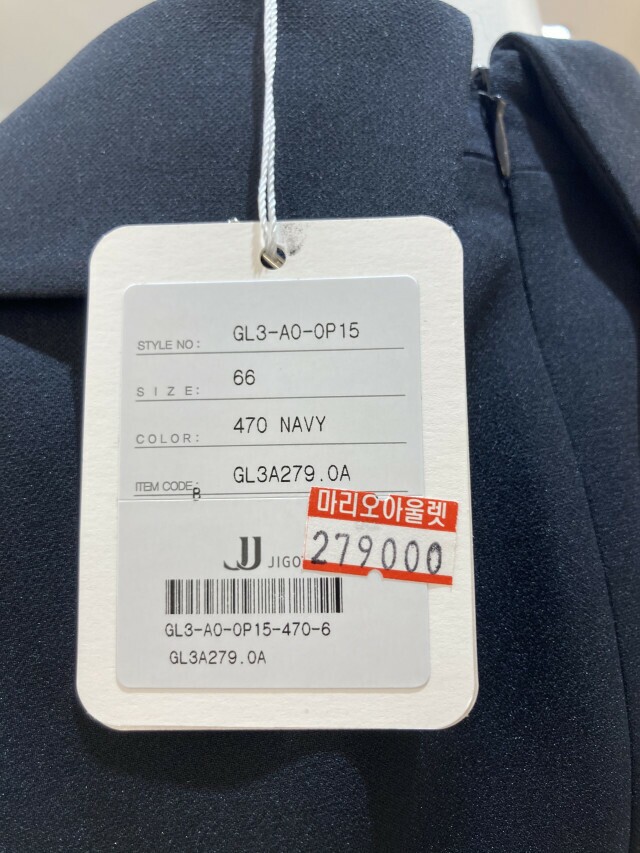 STYLE NO: GL3-A0-0P15
SIZE: 66
COLOR: 470 NAVY
ITEM CODE: GL3A279.0A
B
마리오아울렛
279000
JJ JIGO
GL3-A0-0P15-470-6
GL3A279.0A